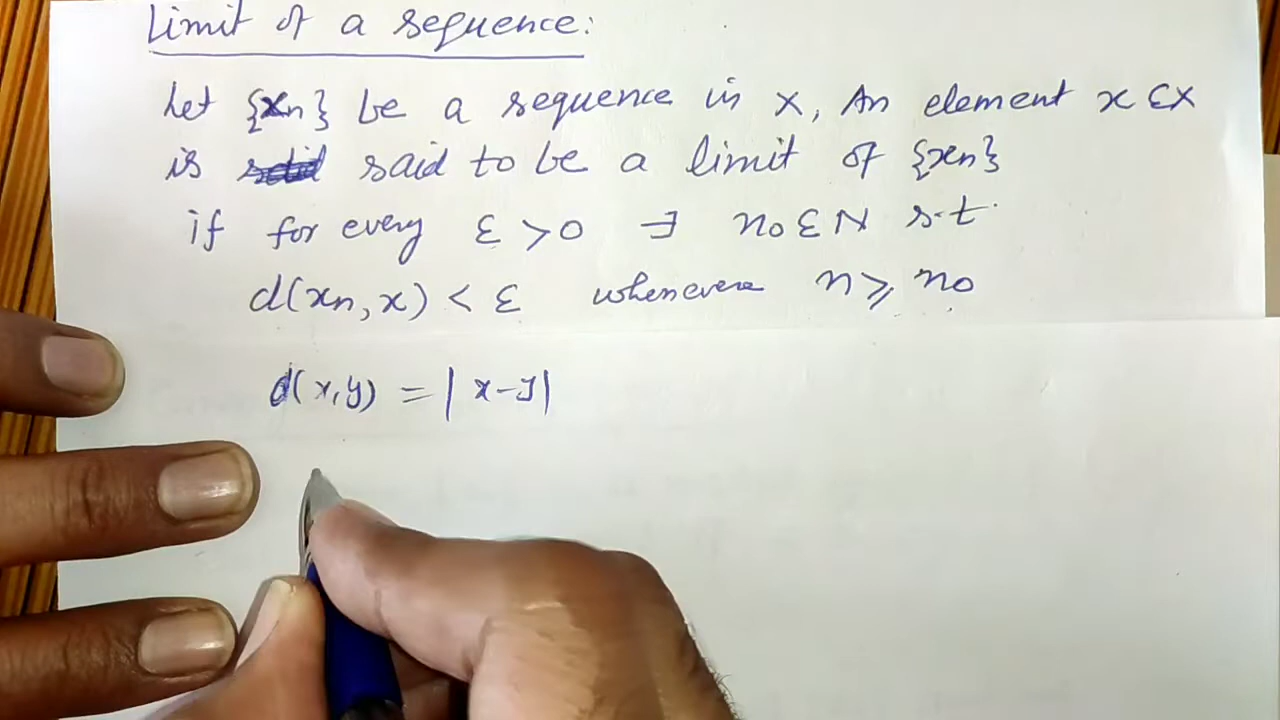 Limit of a sequence:
Let {xn} be a sequence in X, An element x ∈ X
is said to be a limit of {xn}
if for every ε > 0 ∃ n0 ∈ N s.t.
d(xn, x) < ε whenevere n ≥ n0
d(x, y) = | x-y |